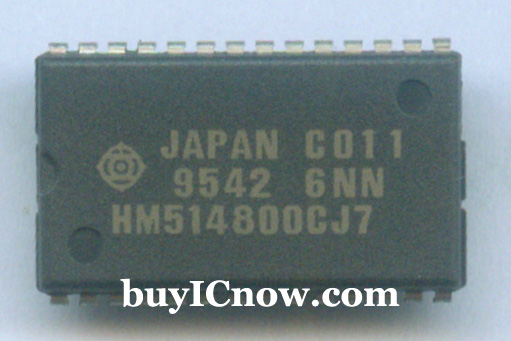 JAPAN C011
9542 6NN
HM514800CJ7
buyICnow.com